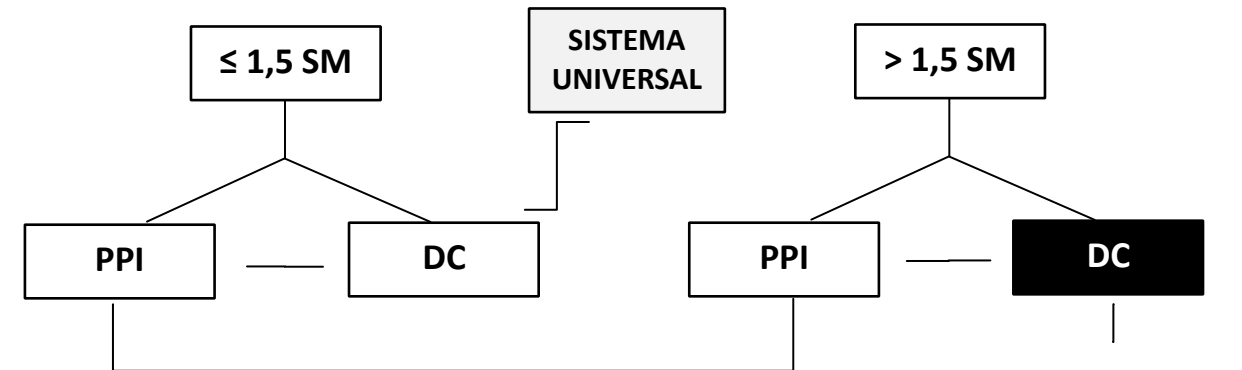 ≤ 1,5 SM
SISTEMA
UNIVERSAL
> 1,5 SM
PPI
DC
PPI
DC